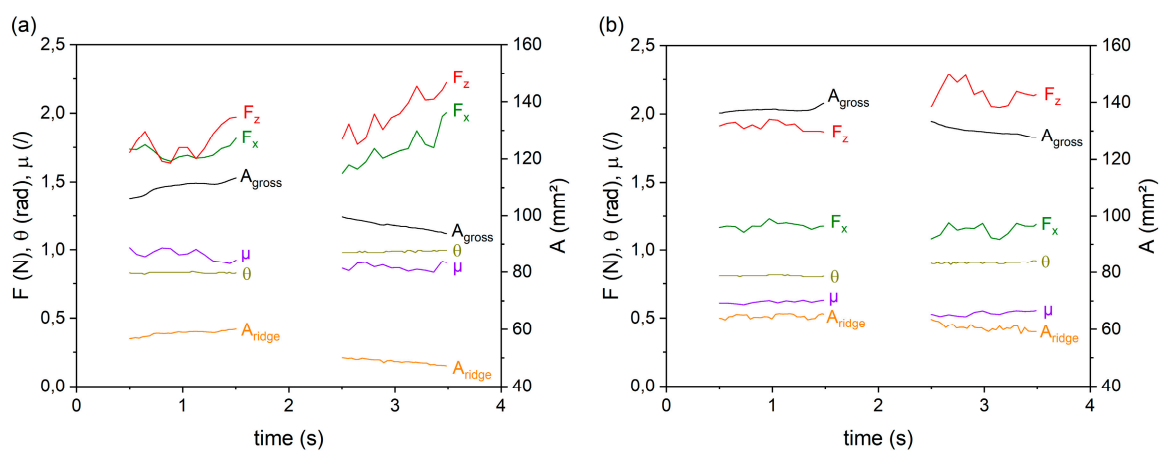 (a)
2,5
2,0
1,5
1,0
0,5
0,0
0
1
2
3
4
160
140
120
100
80
60
40
F (N), θ (rad), μ (/)
A (mm²)
time (s)
Fz
Fx
Agross
μ
θ
Aridge
Fz
Fx
Agross
θ
μ
Aridge
(b)
2,5
2,0
1,5
1,0
0,5
0,0
0
1
2
3
4
160
140
120
100
80
60
40
F (N), θ (rad), μ (/)
A (mm²)
time (s)
Agross
Fz
Fx
θ
μ
Aridge
Fz
Agross
Fx
θ
μ
Aridge